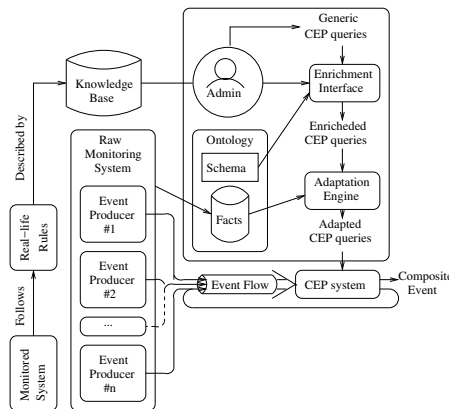 Generic
CEP queries
Knowledge
Base
Admin
Enrichment
Interface
Described by
Raw
Monitoring
System
Ontology
Enricheded
CEP queries
Schema
Event
Producer
#1
Facts
Adaptation
Engine
Real-life
Rules
Adapted
CEP queries
Event
Producer
#2
Event Flow
CEP system
Composite
Event
Follows
...
Monitored
System
Event
Producer
#n